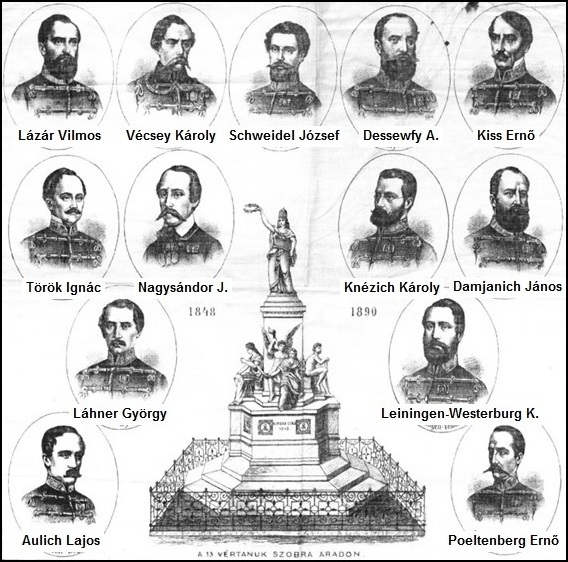 Lázár Vilmos
Vécsey Károly
Schweidel József
Dessewfy A.
Kiss Ernő
Török Ignác
Nagysándor J.
Knézich Károly
Damjanich János
1848
1890
Láhner György
Leiningen-Westerburg K.
Aulich Lajos
Poeltenberg Ernő
A 13 VÉRTANUK SZOBRA ARADON.